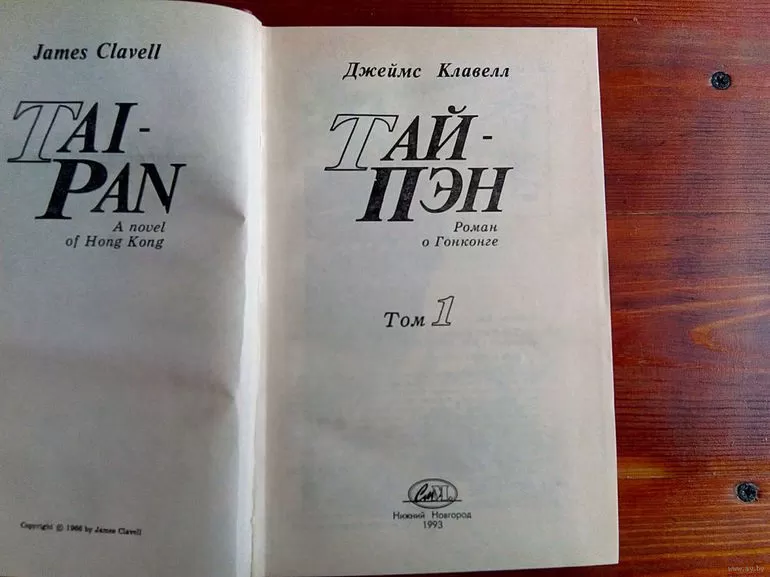 James Clavell
TAI-
PAN
A novel
of Hong Kong
Copyright © 1966 by James Clavell
Джеймс Клавелл
ТАЙ-
ПЭН
Роман
о Гонконге
Том 1
Нижний Новгород
1993